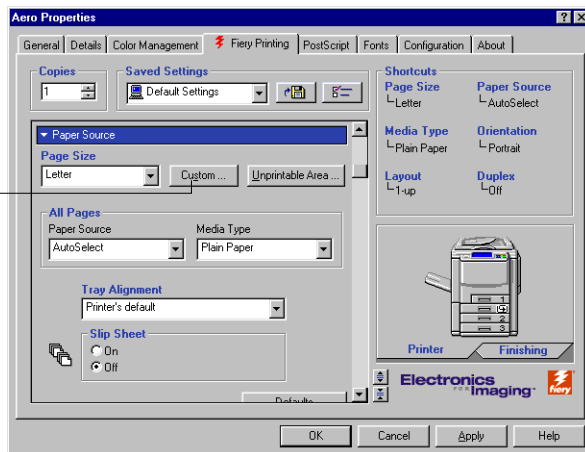 Aero Properties
General Details Color Management Fiery Printing PostScript Fonts Configuration About
Copies
1
Saved Settings
Default Settings
Paper Source
Page Size
Letter
Custom ...
Unprintable Area ...
All Pages
Paper Source
AutoSelect
Media Type
Plain Paper
Tray Alignment
Printer's default
Slip Sheet
On
Off
Defaults
Shortcuts
Page Size
Letter
Paper Source
AutoSelect
Media Type
Plain Paper
Orientation
Portrait
Layout
1-up
Duplex
Off
1
2
3
Printer
Finishing
Electronics
FOR Imaging
fiery
OK Cancel Apply Help